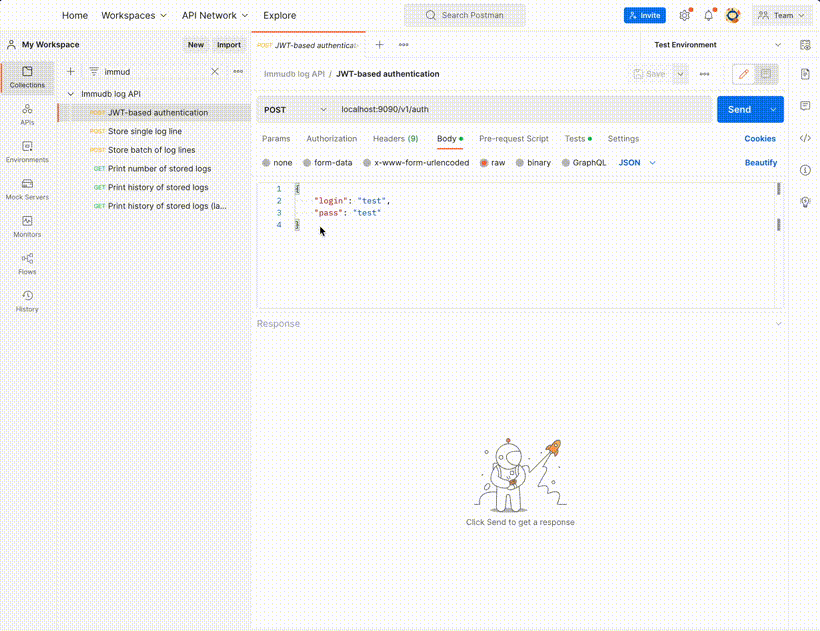 Home Workspaces API Network Explore Search Postman Invite Team
My Workspace New Import POST JWT-based authentica Test Environment
Collections
immud
Immudb log API / JWT-based authentication Save
Immudb log API
POST JWT-based authentication
POST Store single log line
POST Store batch of log lines
GET Print number of stored logs
GET Print history of stored logs
GET Print history of stored logs (la...
APIs
Environments
Mock Servers
Monitors
Flows
History
POST localhost:9090/v1/auth Send
Params Authorization Headers (9) Body Pre-request Script Tests Settings Cookies
none form-data x-www-form-urlencoded raw binary GraphQL JSON Beautify
1 {
2 "login": "test",
3 "pass": "test"
4 }
Response
Click Send to get a response